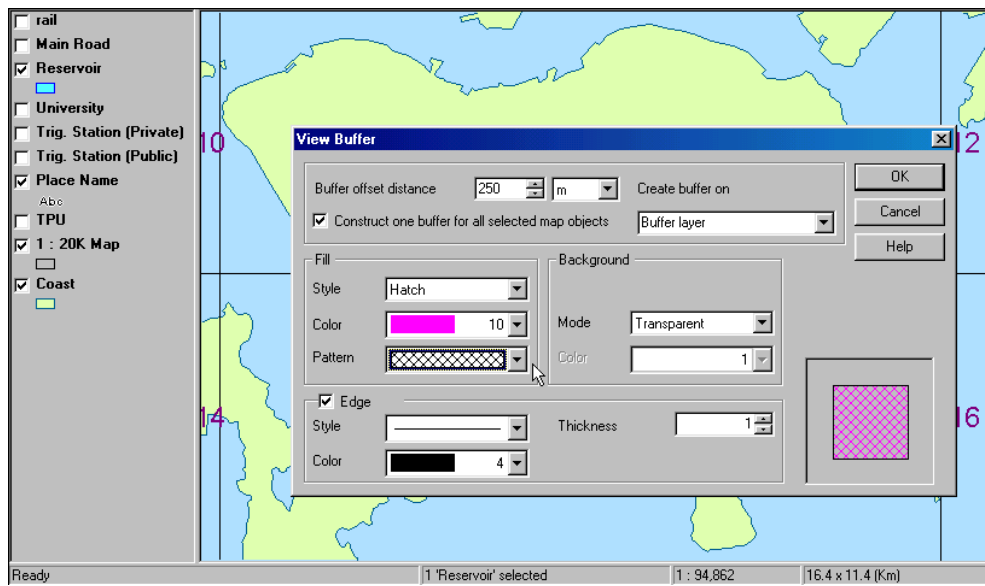 rail
Main Road
Reservoir
University
Trig. Station (Private)
Trig. Station (Public)
Place Name
Abc
TPU
1 : 20K Map
Coast
10
12
14
16
View Buffer
Buffer offset distance 250 m Create buffer on
Construct one buffer for all selected map objects Buffer layer
OK
Cancel
Help
Fill
Style Hatch
Color 10
Pattern
Background
Mode Transparent
Color 1
Edge
Style
Thickness 1
Color 4
Ready 1 'Reservoir' selected 1 : 94,862 16.4 x 11.4 (Km)